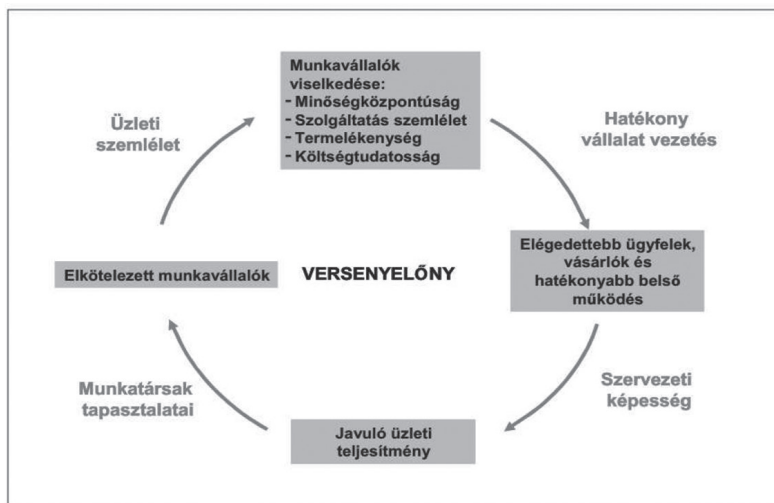 Munkavállalók
viselkedése:
- Minőségközpontúság
- Szolgáltatás szemlélet
- Termelékenység
- Költségtudatosság
Üzleti
szemlélet
Hatékony
vállalat vezetés
Elkötelezett munkavállalók
VERSENYELŐNY
Elégedettebb ügyfelek,
vásárlók és
hatékonyabb belső
működés
Munkatársak
tapasztalatai
Szervezeti
képesség
Javuló üzleti
teljesítmény